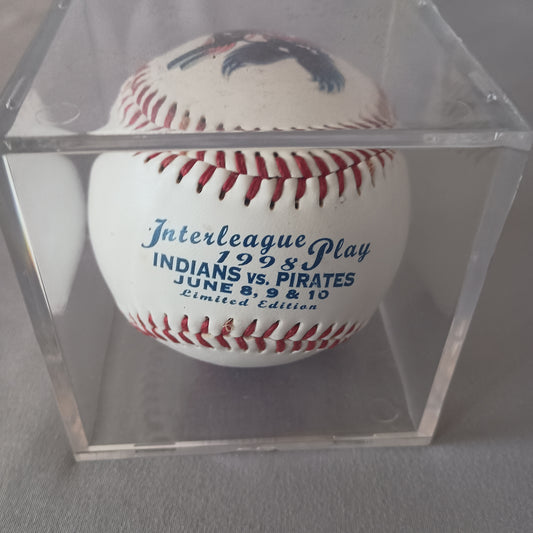 Interleague Play
1998
INDIANS VS. PIRATES
JUNE 8, 9 & 10
Limited Edition